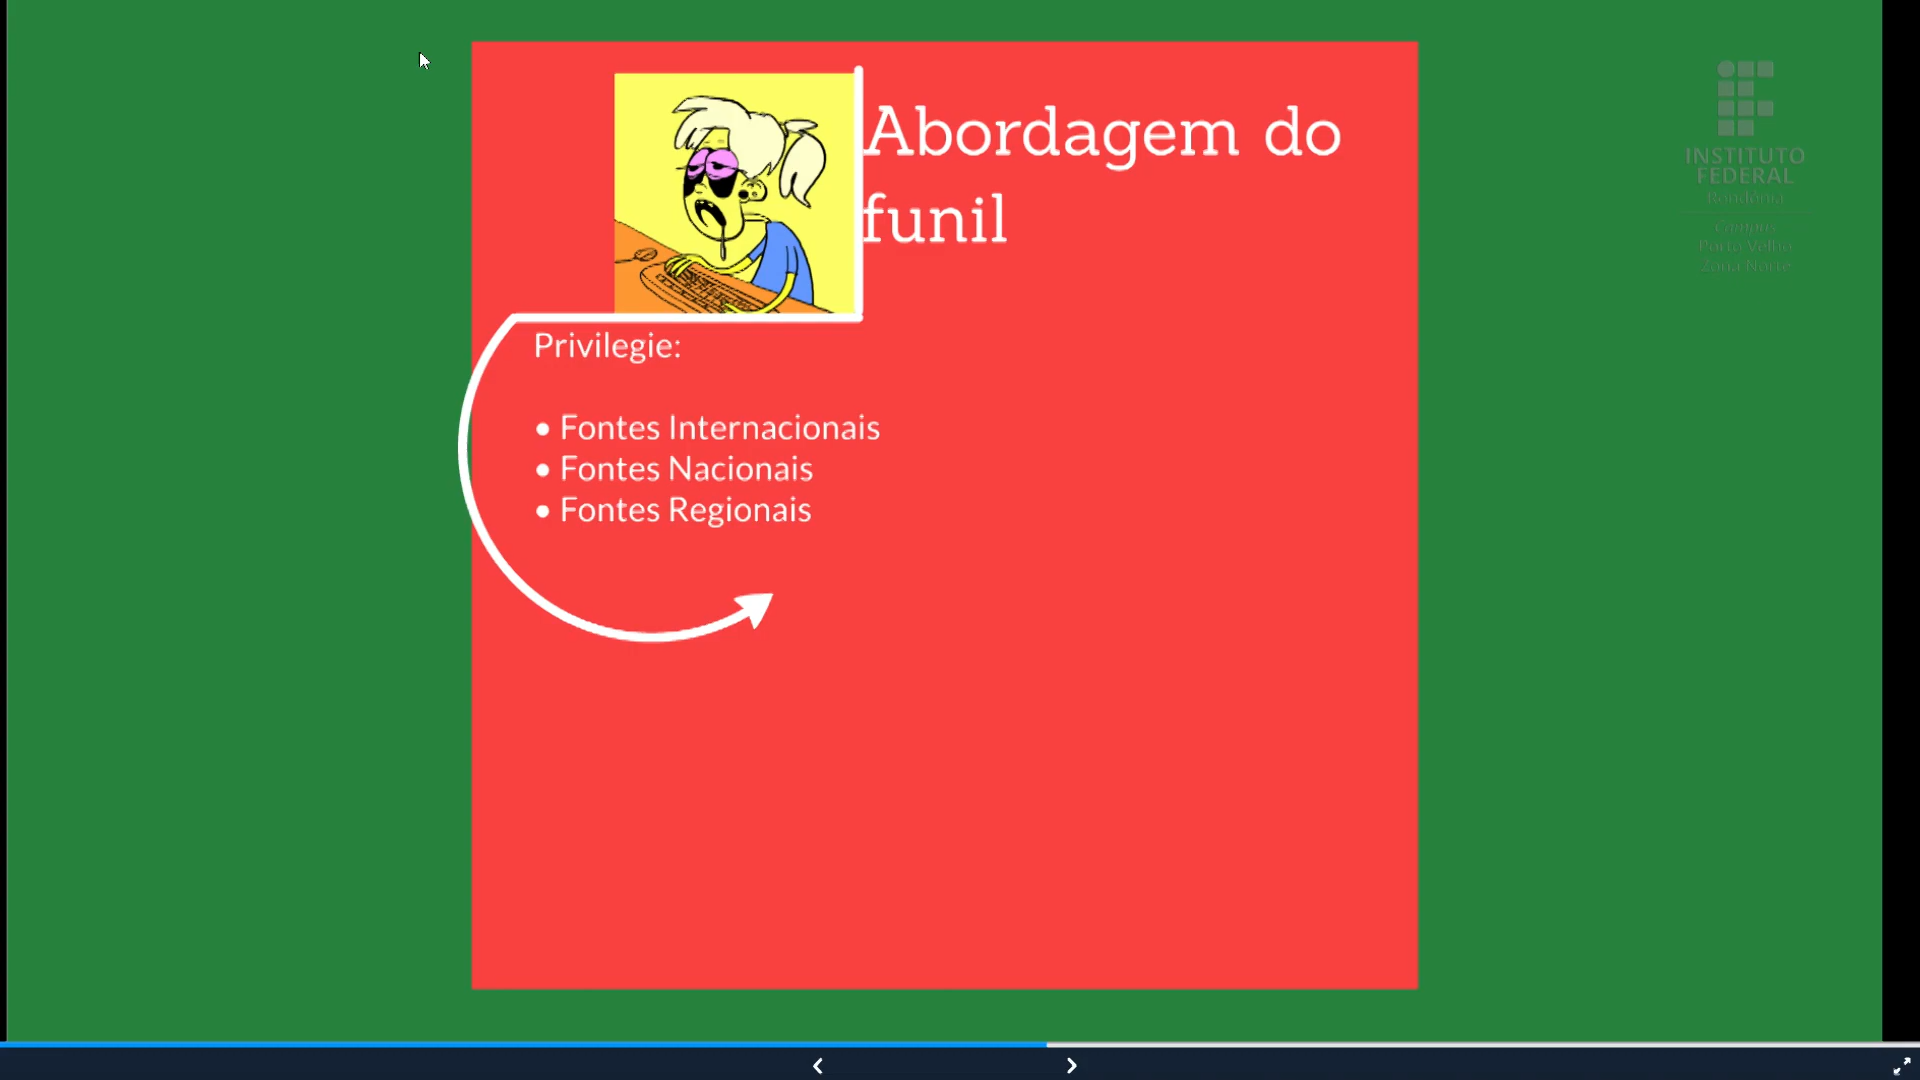 Abordagem do
funil
Privilegie:
• Fontes Internacionais
• Fontes Nacionais
• Fontes Regionais
INSTITUTO
FEDERAL
Rondônia
Campus
Porto Velho
Zona Norte